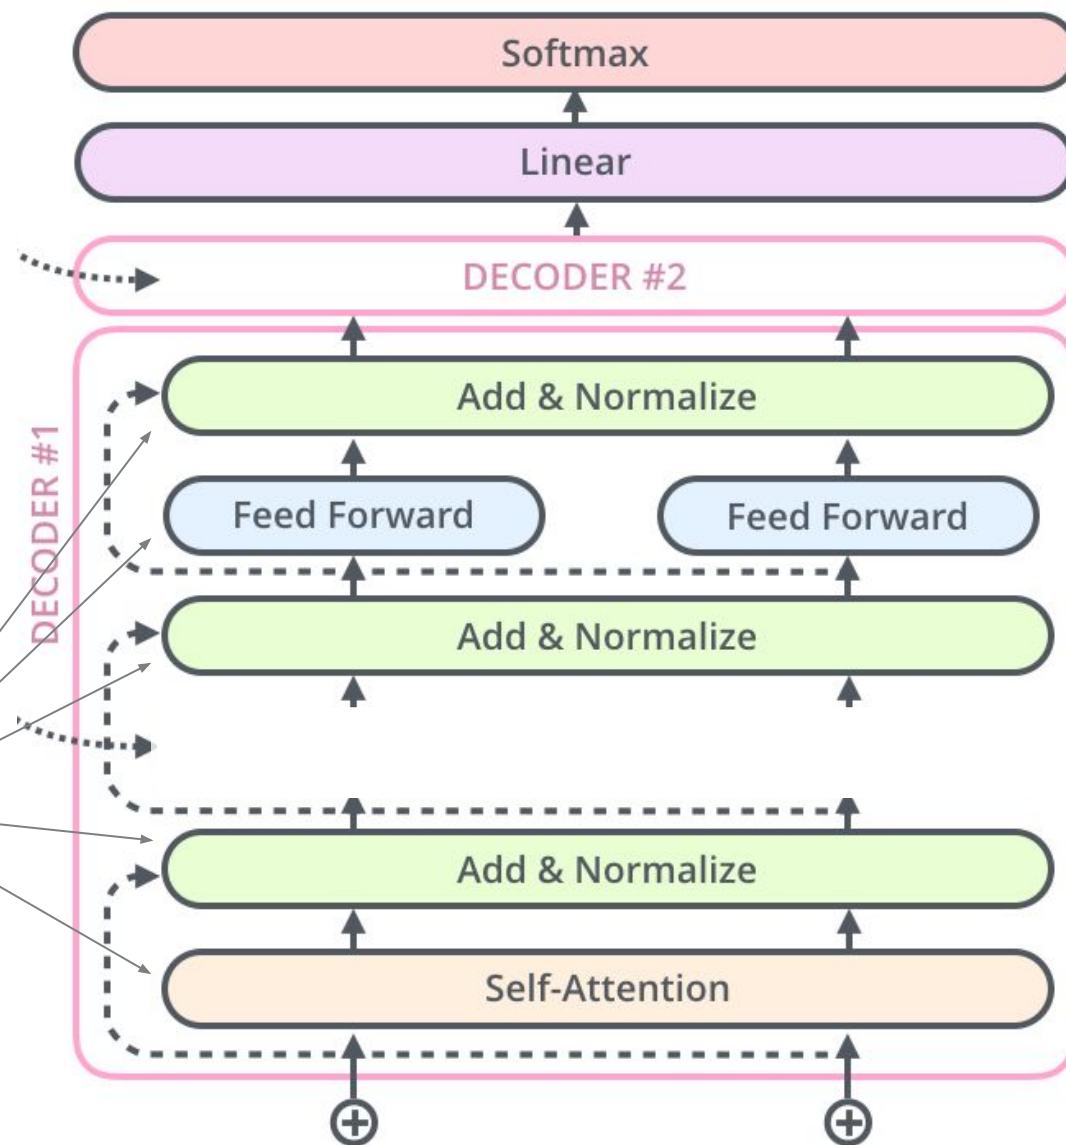 Softmax
Linear
DECODER #2
DECODER #1
Add & Normalize
Feed Forward
Feed Forward
Add & Normalize
Add & Normalize
Self-Attention